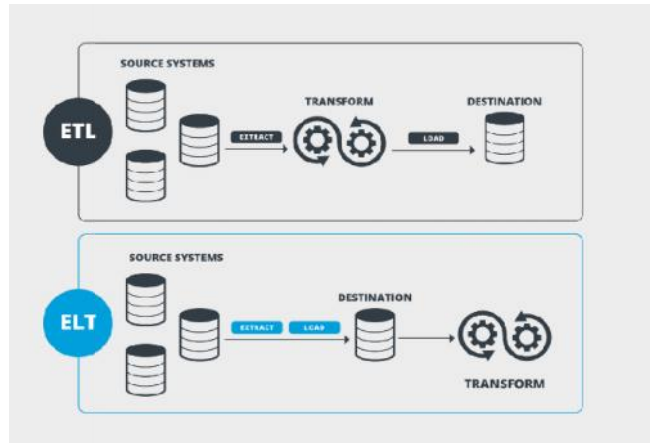 SOURCE SYSTEMS
TRANSFORM
DESTINATION
ETL
EXTRACT
LOAD
SOURCE SYSTEMS
DESTINATION
ELT
EXTRACT
LOAD
TRANSFORM